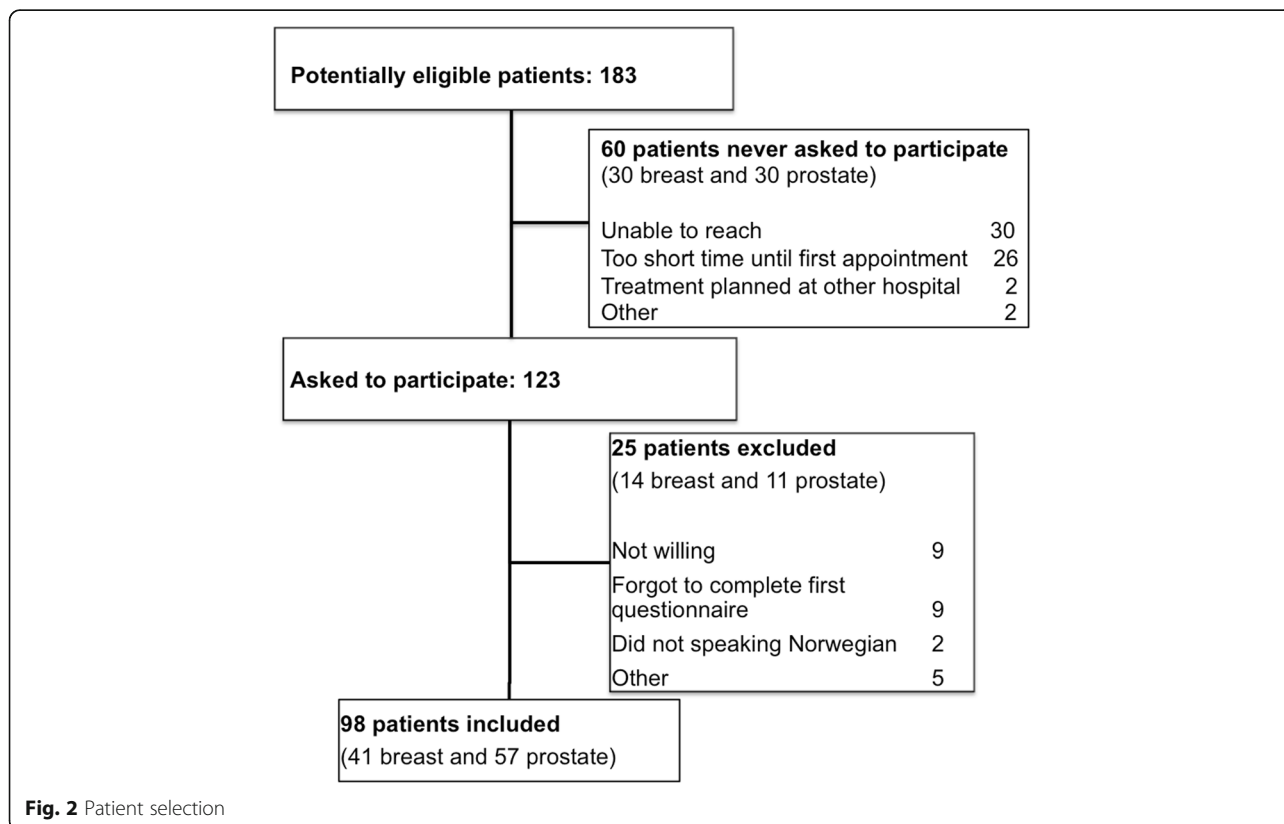 Potentially eligible patients: 183
60 patients never asked to participate
(30 breast and 30 prostate)
Unable to reach 30
Too short time until first appointment 26
Treatment planned at other hospital 2
Other 2
Asked to participate: 123
25 patients excluded
(14 breast and 11 prostate)
Not willing 9
Forgot to complete first
questionnaire 9
Did not speaking Norwegian 2
Other 5
98 patients included
(41 breast and 57 prostate)
Fig. 2 Patient selection